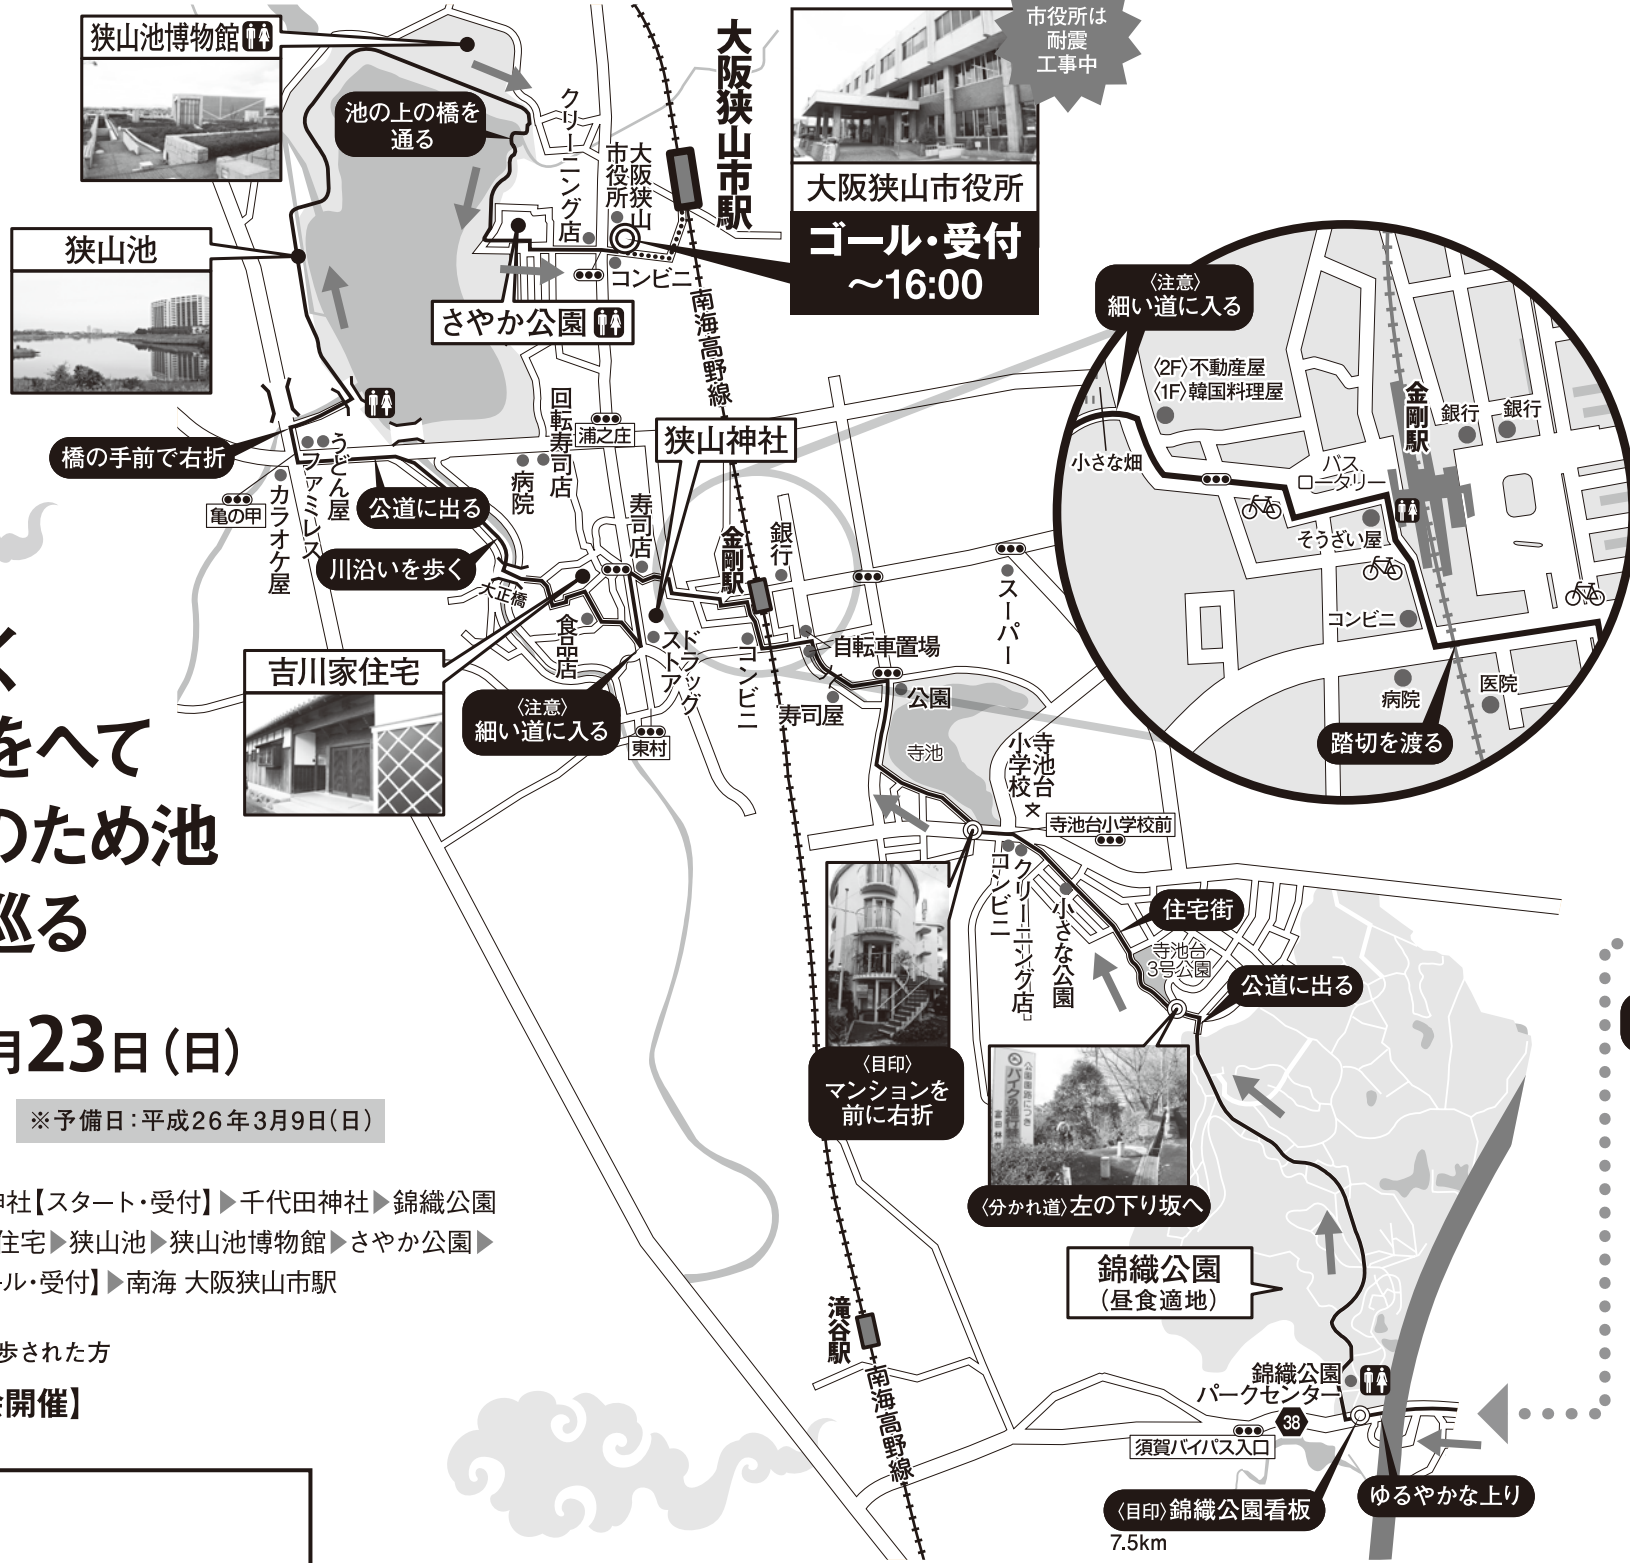 狭山池博物館
池の上の橋を
通る
クリーニング店
大阪狭山
市役所
大阪狭山市駅
市役所は
耐震
工事中
大阪狭山市役所
ゴール・受付
〜16:00
狭山池
コンビニ
さやか公園
南海高野線
橋の手前で右折
うどん屋
ファミレス
カラオケ屋
亀の甲
公道に出る
川沿いを歩く
病院
回転寿司店
浦之庄
狭山神社
寿司店
金剛駅
銀行
スーパー
大正橋
食品店
吉川家住宅
〈注意〉
細い道に入る
ドラッグ
ストア
東村
コンビニ
自転車置場
寿司屋
公園
寺池
寺池台
小学校
寺池台小学校前
コンビニ
クリーニング店
小さな公園
住宅街
寺池台
3号公園
公道に出る
〈注意〉
細い道に入る
〈2F〉不動産屋
〈1F〉韓国料理屋
小さな畑
バス
ロータリー
金剛駅
銀行
銀行
そうざい屋
コンビニ
病院
医院
踏切を渡る
〈目印〉
マンションを
前に右折
公園園路につき
バイクの通行
富田林市
〈分かれ道〉左の下り坂へ
錦織公園
(昼食適地)
滝谷駅
南海高野線
錦織公園
パークセンター
38
須賀バイパス入口
〈目印〉錦織公園看板
7.5km
ゆるやかな上り
く
をへて
のため池
巡る
月23日(日)
※予備日:平成26年3月9日(日)
神社【スタート・受付】▶千代田神社▶錦織公園
住宅▶狭山池▶狭山池博物館▶さやか公園▶
ール・受付】▶南海 大阪狭山市駅
歩された方
会開催】